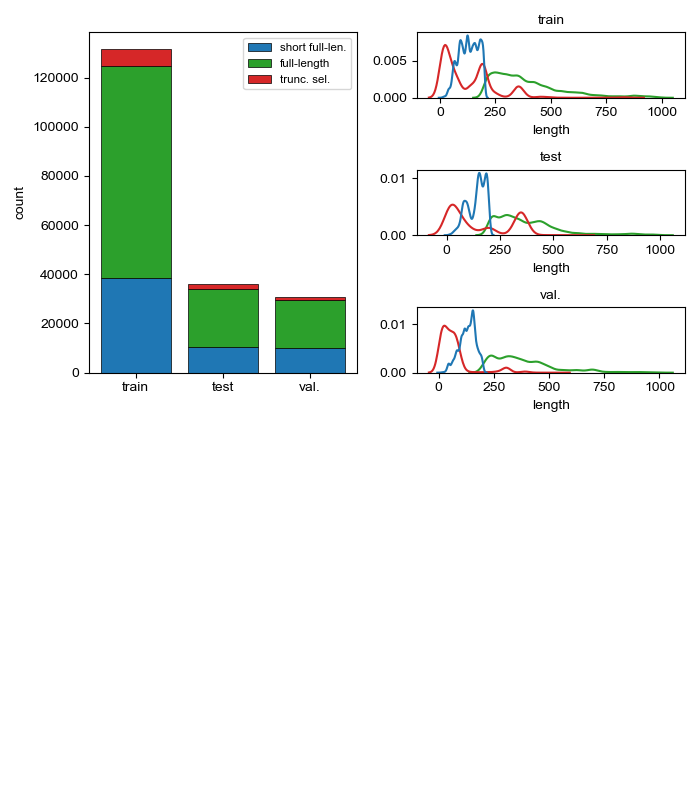 count
120000
100000
80000
60000
40000
20000
0
train
test
val.
short full-len.
full-length
trunc. sel.
train
0.005
0.000
0
250
500
750
1000
length
test
0.01
0.00
0
250
500
750
1000
length
val.
0.01
0.00
0
250
500
750
1000
length